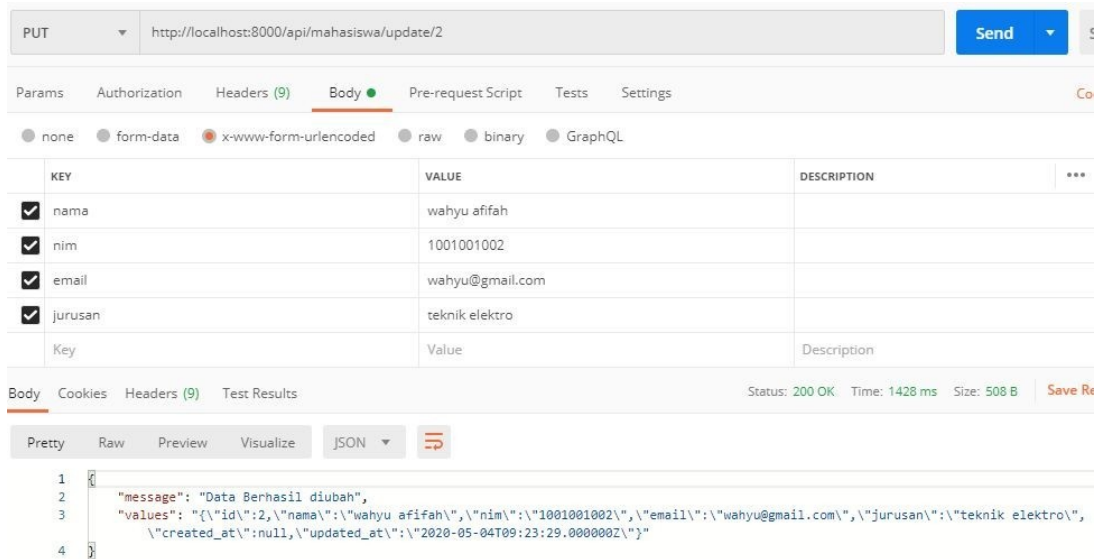 PUT http://localhost:8000/api/mahasiswa/update/2 Send S
Params Authorization Headers (9) Body Pre-request Script Tests Settings Co
none form-data x-www-form-urlencoded raw binary GraphQL
KEY VALUE DESCRIPTION
nama wahyu afifah
nim 1001001002
email wahyu@gmail.com
jurusan teknik elektro
Key Value Description
Body Cookies Headers (9) Test Results Status: 200 OK Time: 1428 ms Size: 508 B Save Re
Pretty Raw Preview Visualize JSON
1 {
2 "message": "Data Berhasil diubah",
3 "values": "{\"id\":2,\"nama\":\"wahyu afifah\",\"nim\":\"1001001002\",\"email\":\"wahyu@gmail.com\",\"jurusan\":\"teknik elektro\",
\"created_at\":null,\"updated_at\":\"2020-05-04T09:23:29.000000Z\"}"
4 }